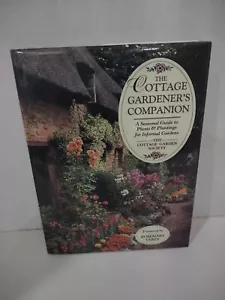 THE
COTTAGE
GARDENER'S
COMPANION
A Seasonal Guide to
Plants & Plantings
for Informal Gardens
THE
COTTAGE GARDEN
SOCIETY
Foreword by
ROSEMARY
VEREY